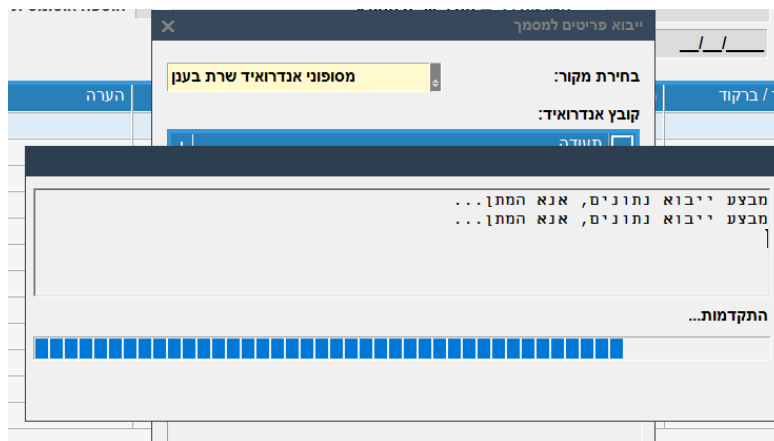 ייבוא פריטים למסמך
בחירת מקור:
מסופוני אנדרואיד שרת בענן
/ ברקוד
הערה
קובץ אנדרואיד:
תעודה
מבצע ייבוא נתונים, אנא המתן...
מבצע ייבוא נתונים, אנא המתן...
התקדמות...